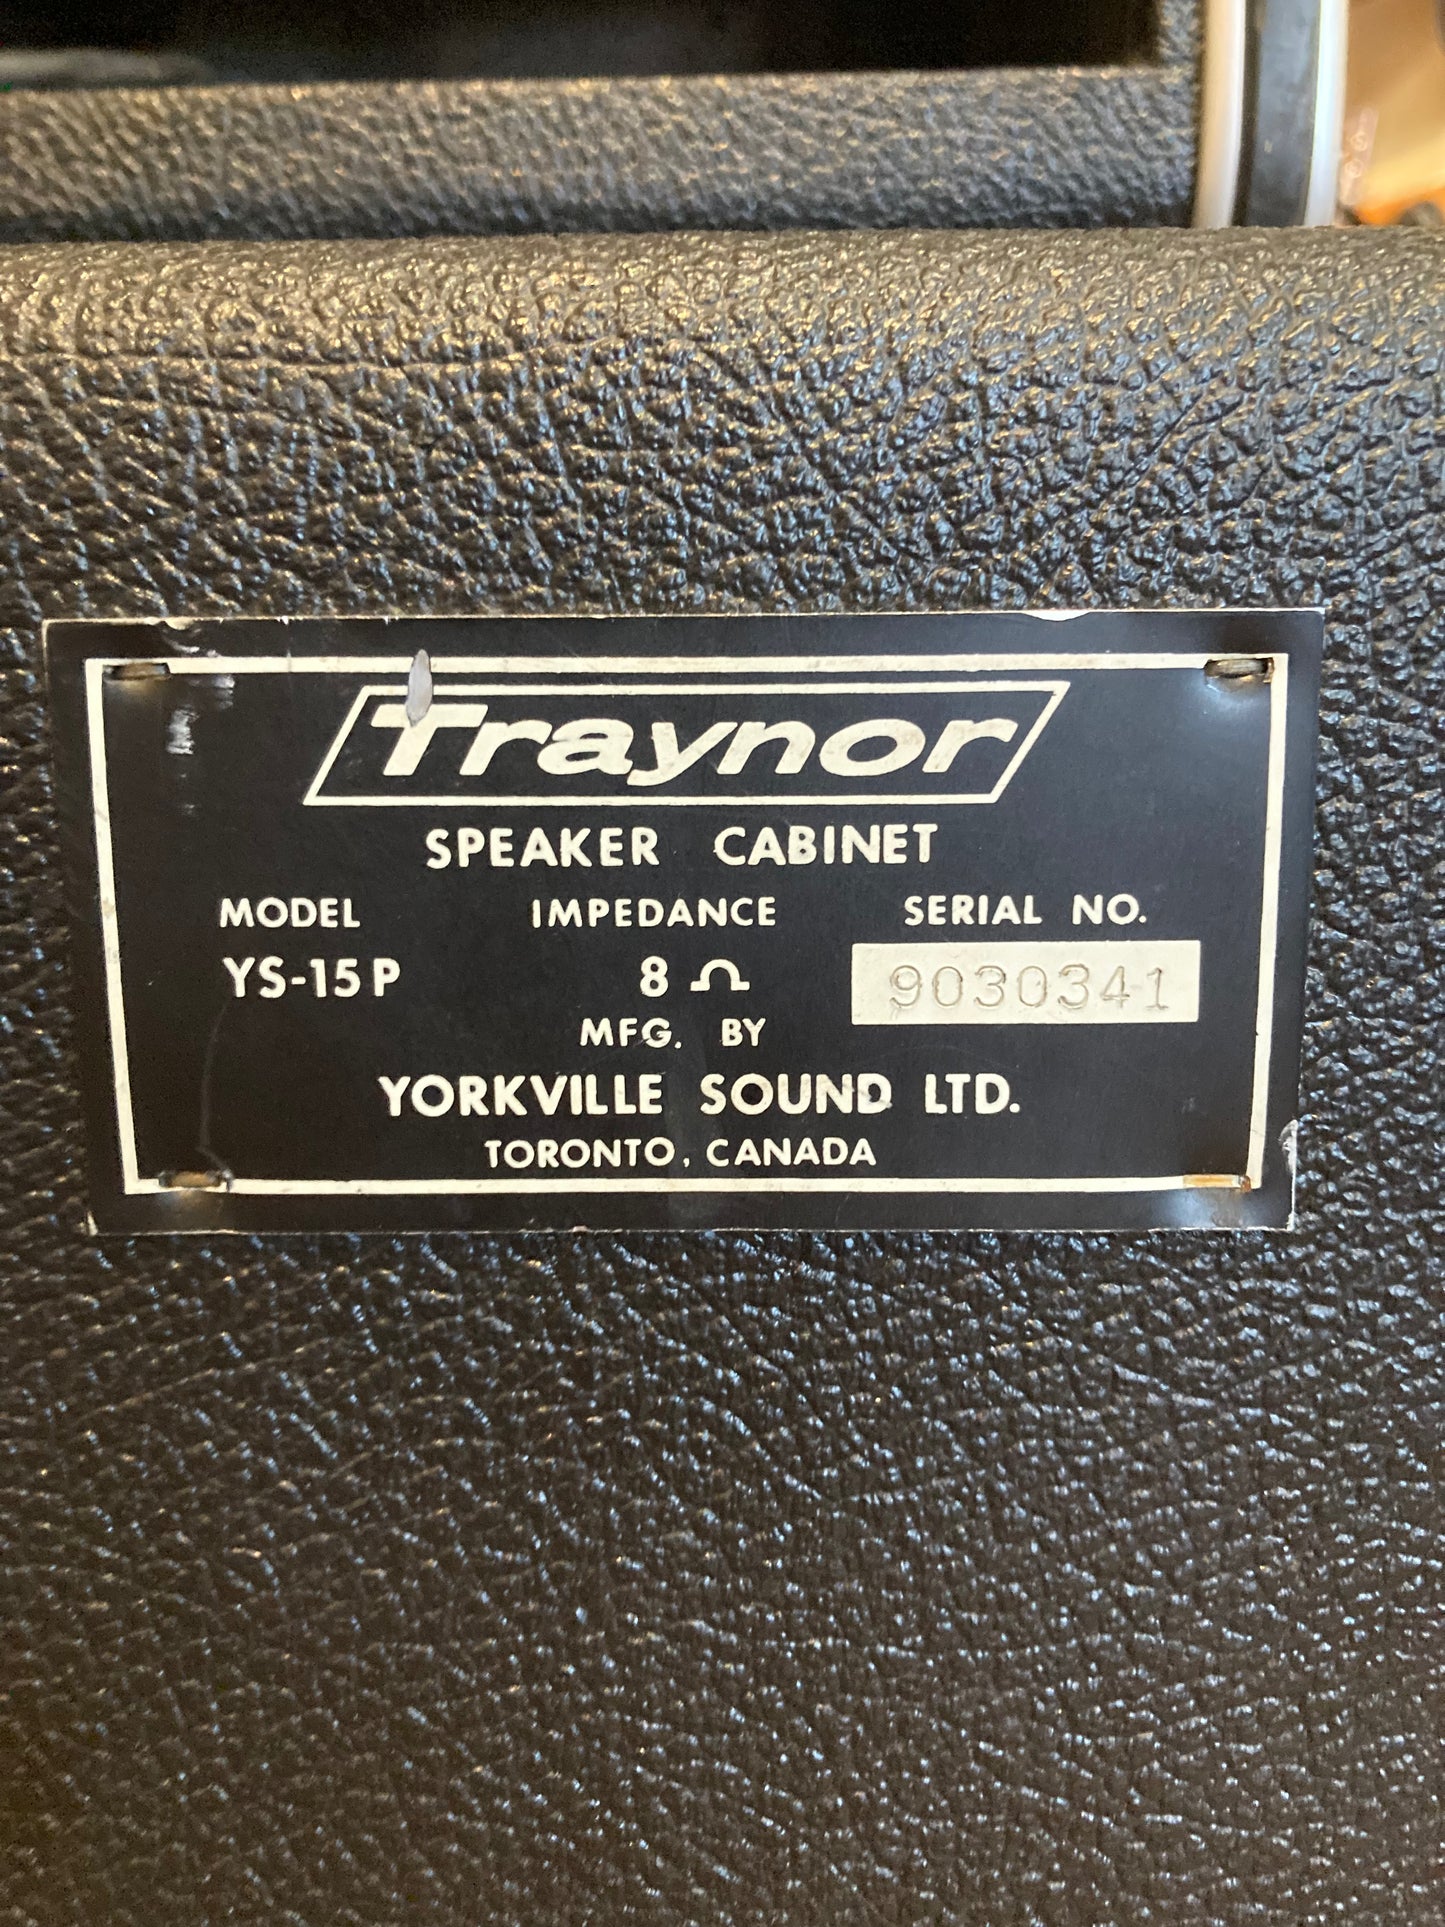 Traynor
SPEAKER CABINET
MODEL IMPEDANCE SERIAL NO.
YS-15P 8 Ω 9030341
MFG. BY
YORKVILLE SOUND LTD.
TORONTO, CANADA